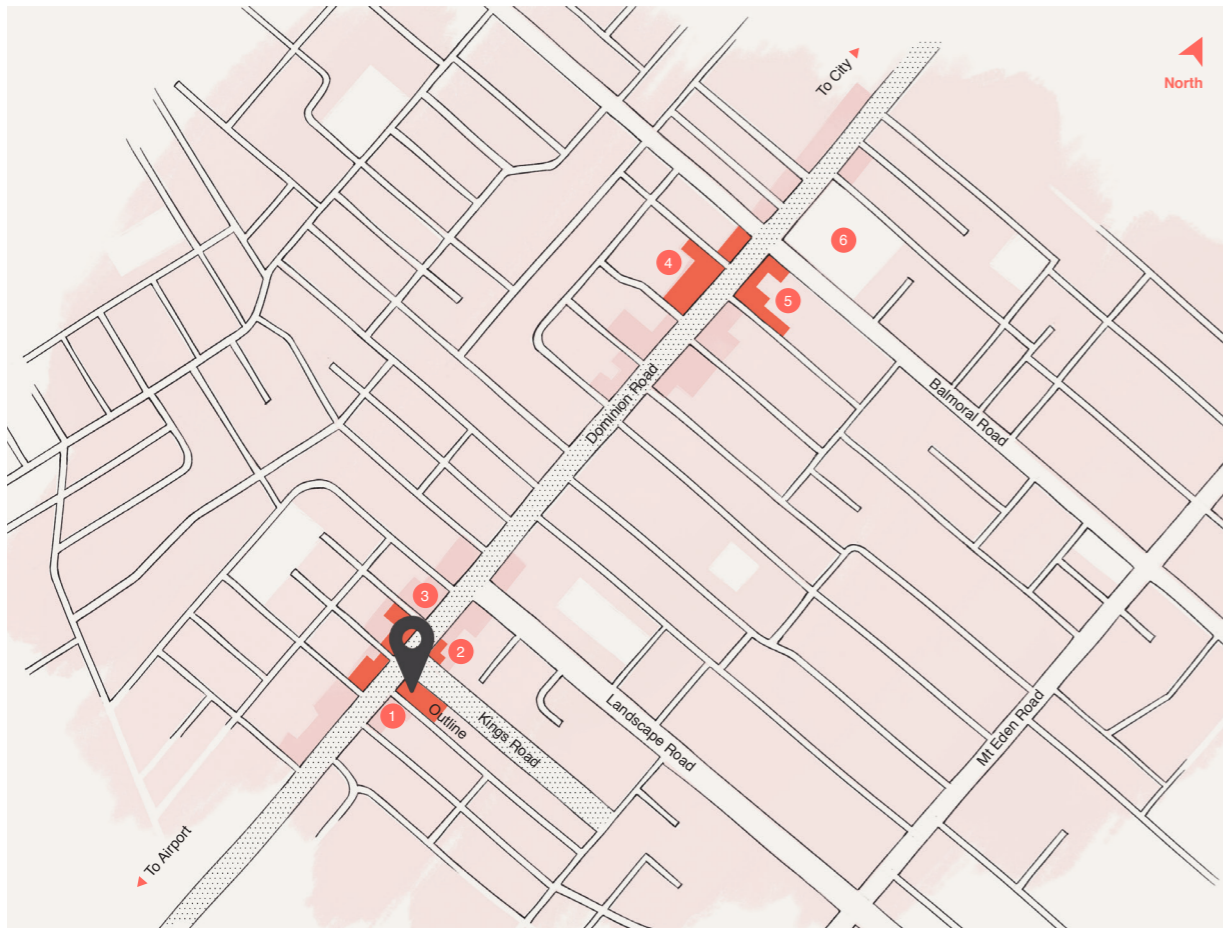 To City
North
6
4
5
Dominion Road
Balmoral Road
3
2
1
Outline
Kings Road
Landscape Road
Mt Eden Road
To Airport